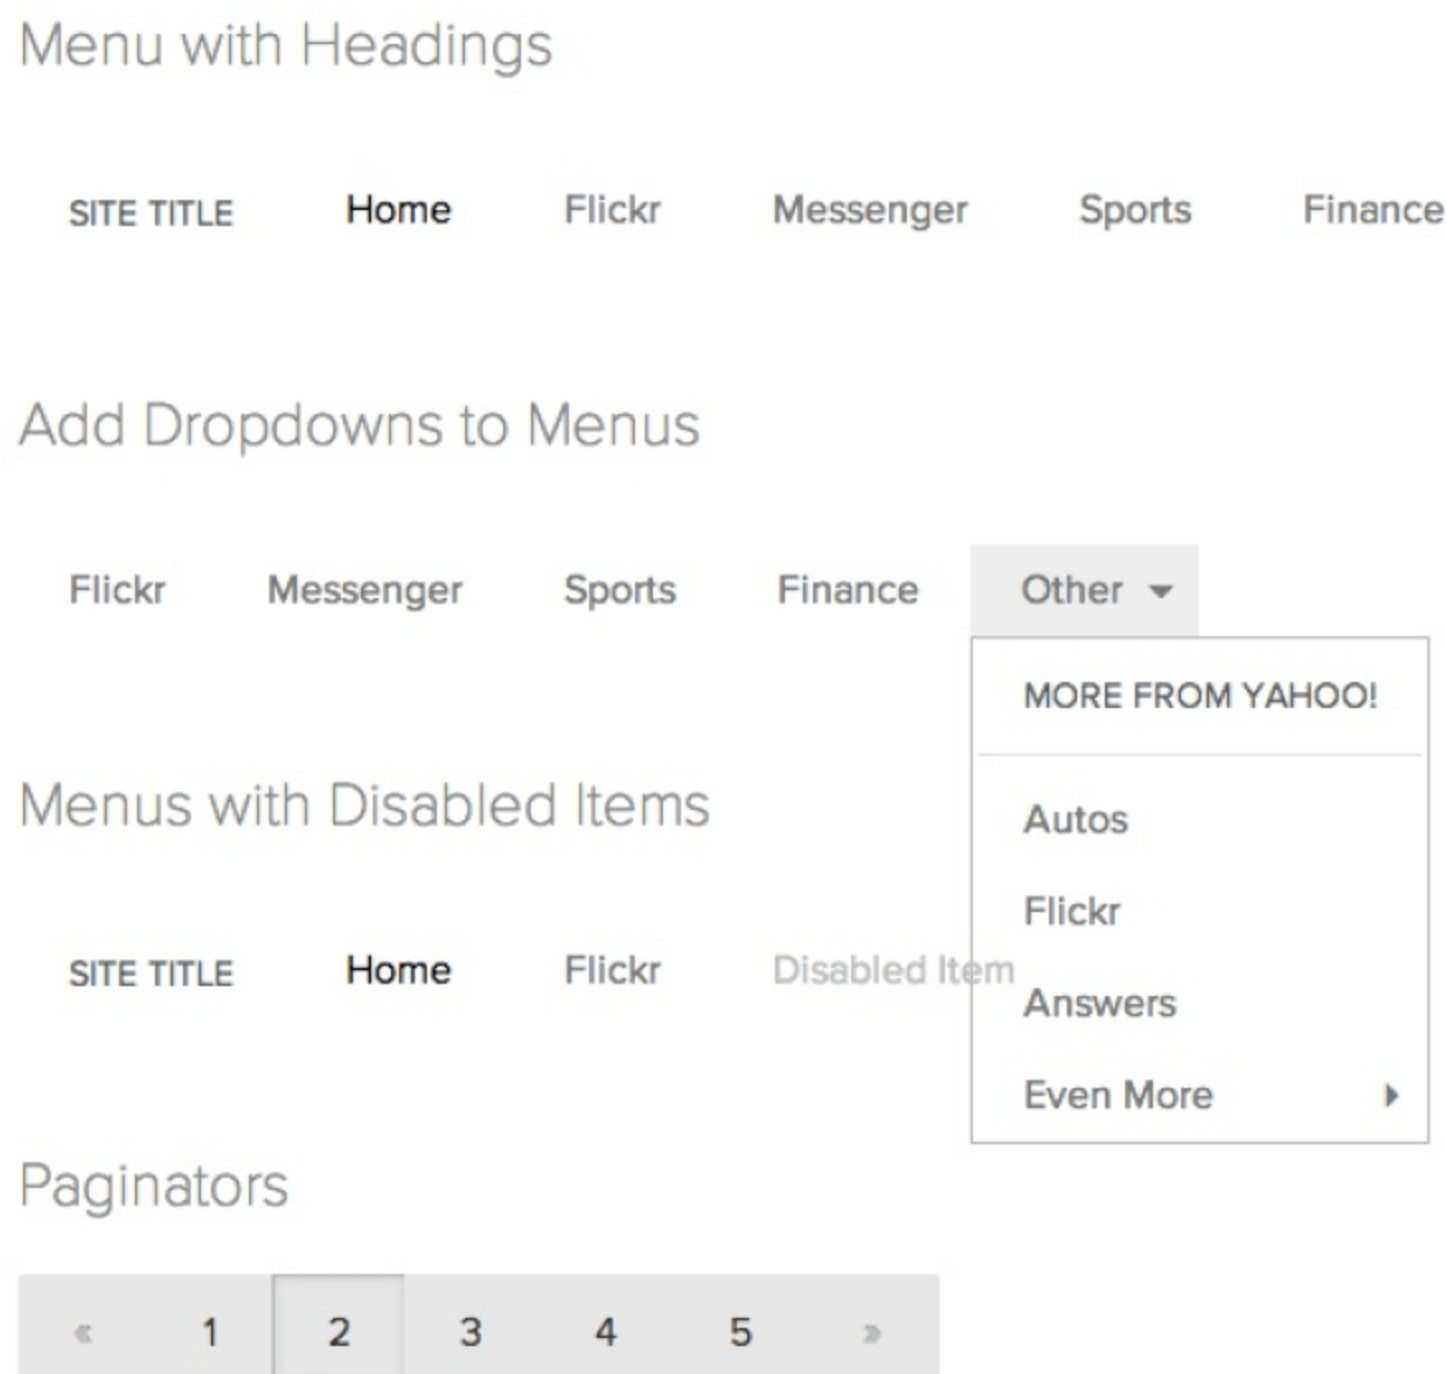 Menu with Headings
SITE TITLE Home Flickr Messenger Sports Finance
Add Dropdowns to Menus
Flickr Messenger Sports Finance Other
MORE FROM YAHOO!
Autos
Flickr
Answers
Even More
Menus with Disabled Items
SITE TITLE Home Flickr Disabled Item
Paginators
« 1 2 3 4 5 »